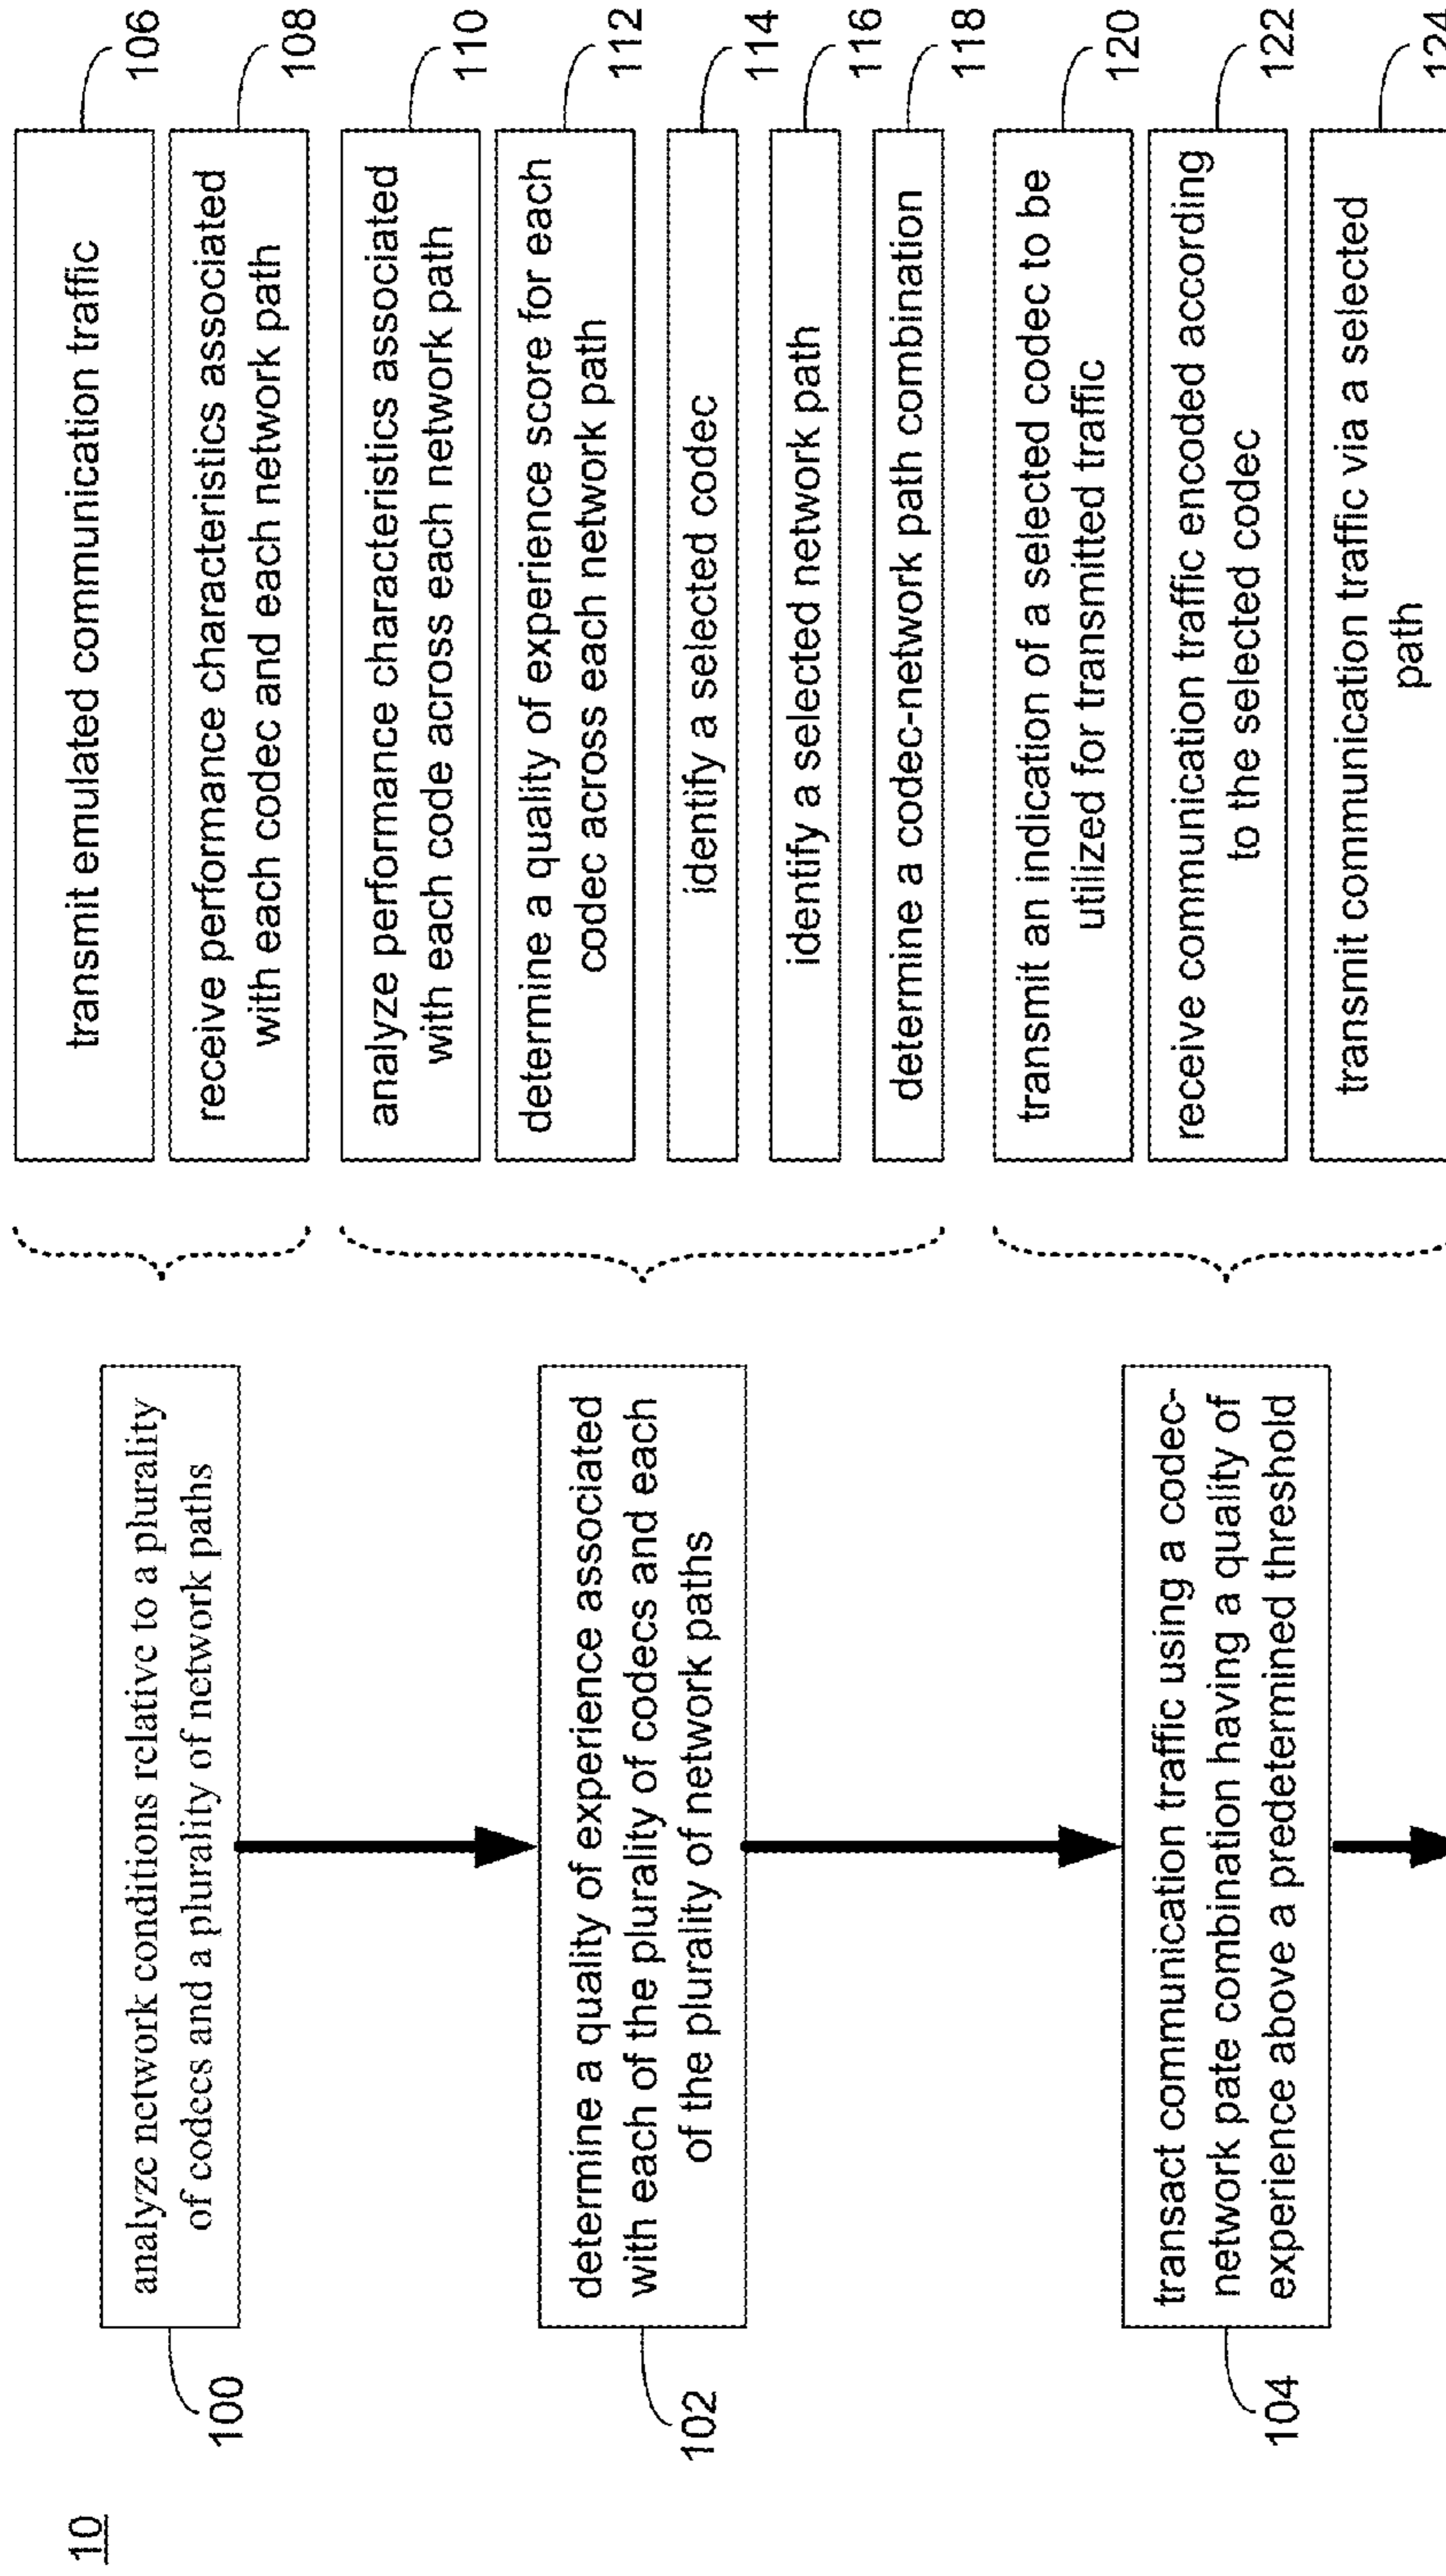 10
analyze network conditions relative to a plurality
of codecs and a plurality of network paths
100
determine a quality of experience associated
with each of the plurality of codecs and each
of the plurality of network paths
102
transact communication traffic using a codec-
network pate combination having a quality of
experience above a predetermined threshold
104
transmit emulated communication traffic
106
receive performance characteristics associated
with each codec and each network path
108
analyze performance characteristics associated
with each code across each network path
110
determine a quality of experience score for each
codec across each network path
112
identify a selected codec
114
identify a selected network path
116
determine a codec-network path combination
118
transmit an indication of a selected codec to be
utilized for transmitted traffic
120
receive communication traffic encoded according
to the selected codec
122
transmit communication traffic via a selected
path
124